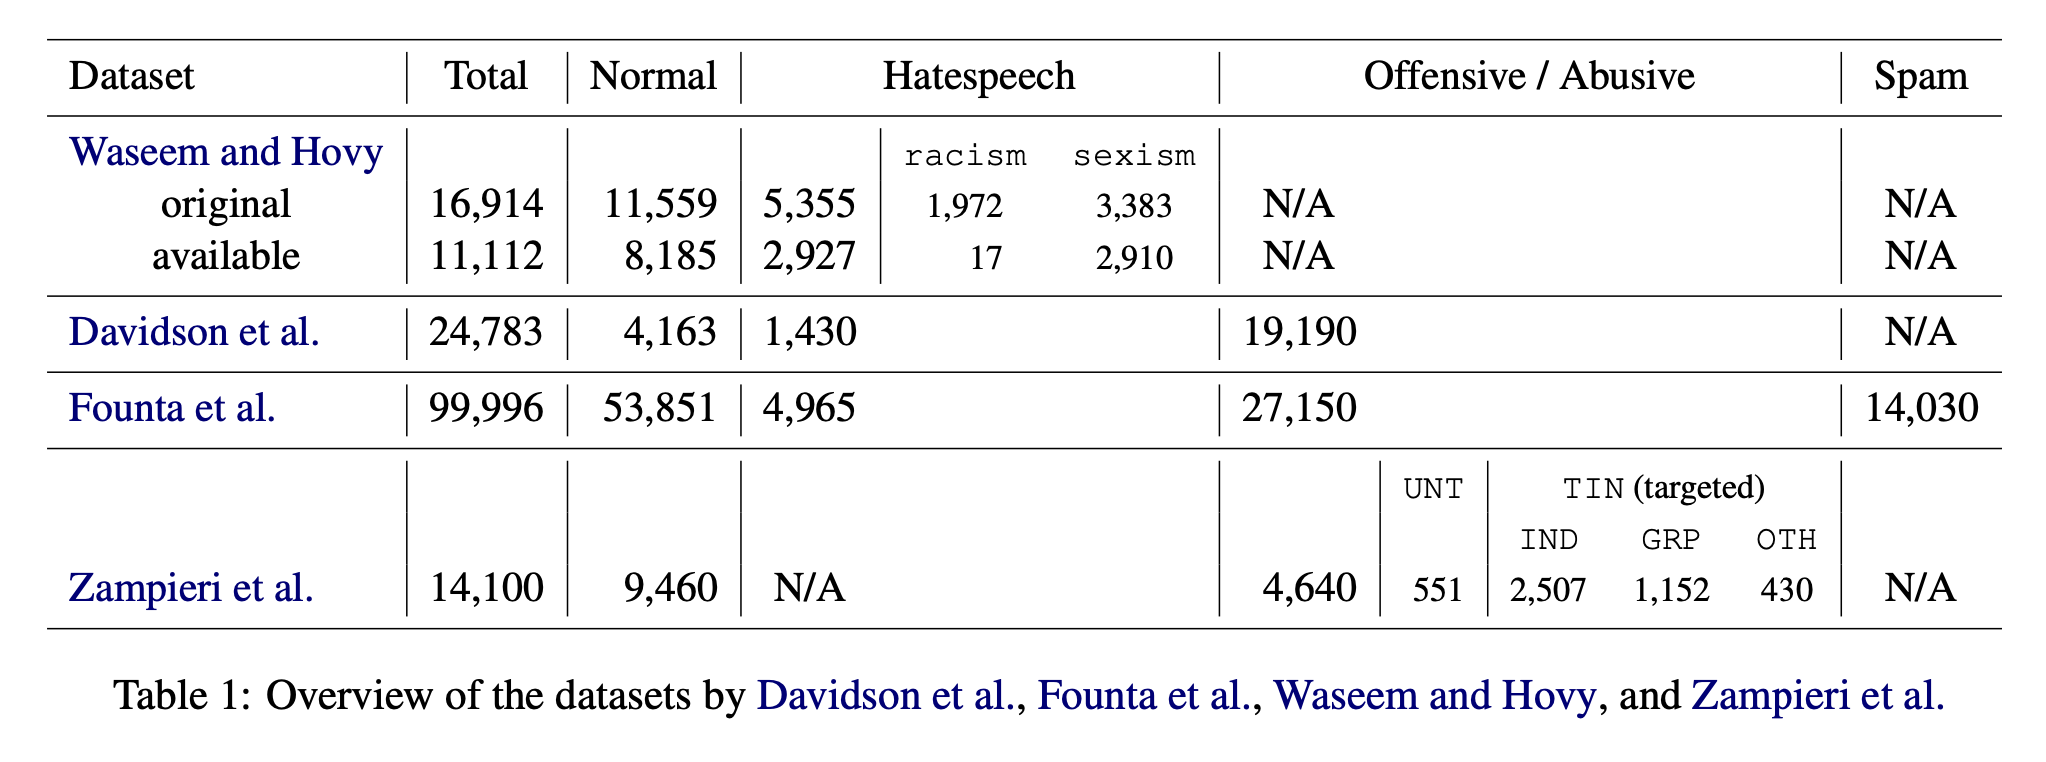 Dataset Total Normal Hatespeech Offensive / Abusive Spam
Waseem and Hovy racism sexism
original 16,914 11,559 5,355 1,972 3,383 N/A N/A
available 11,112 8,185 2,927 17 2,910 N/A N/A
Davidson et al. 24,783 4,163 1,430 19,190 N/A
Founta et al. 99,996 53,851 4,965 27,150 14,030
UNT TIN (targeted)
IND GRP OTH
Zampieri et al. 14,100 9,460 N/A 4,640 551 2,507 1,152 430 N/A
Table 1: Overview of the datasets by Davidson et al., Founta et al., Waseem and Hovy, and Zampieri et al.